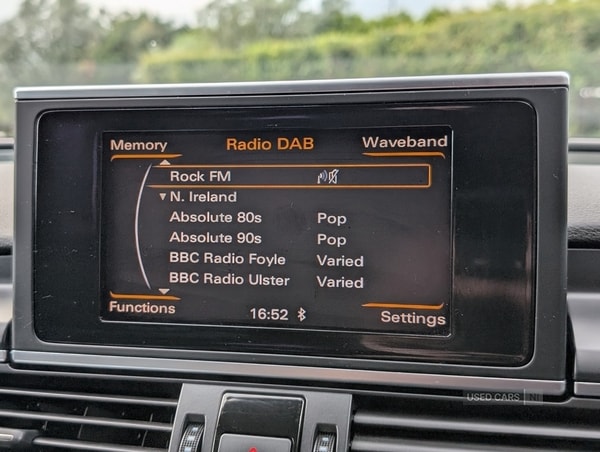 Memory Radio DAB Waveband
Rock FM
N. Ireland
Absolute 80s Pop
Absolute 90s Pop
BBC Radio Foyle Varied
BBC Radio Ulster Varied
Functions 16:52 Settings
USED CARS NI